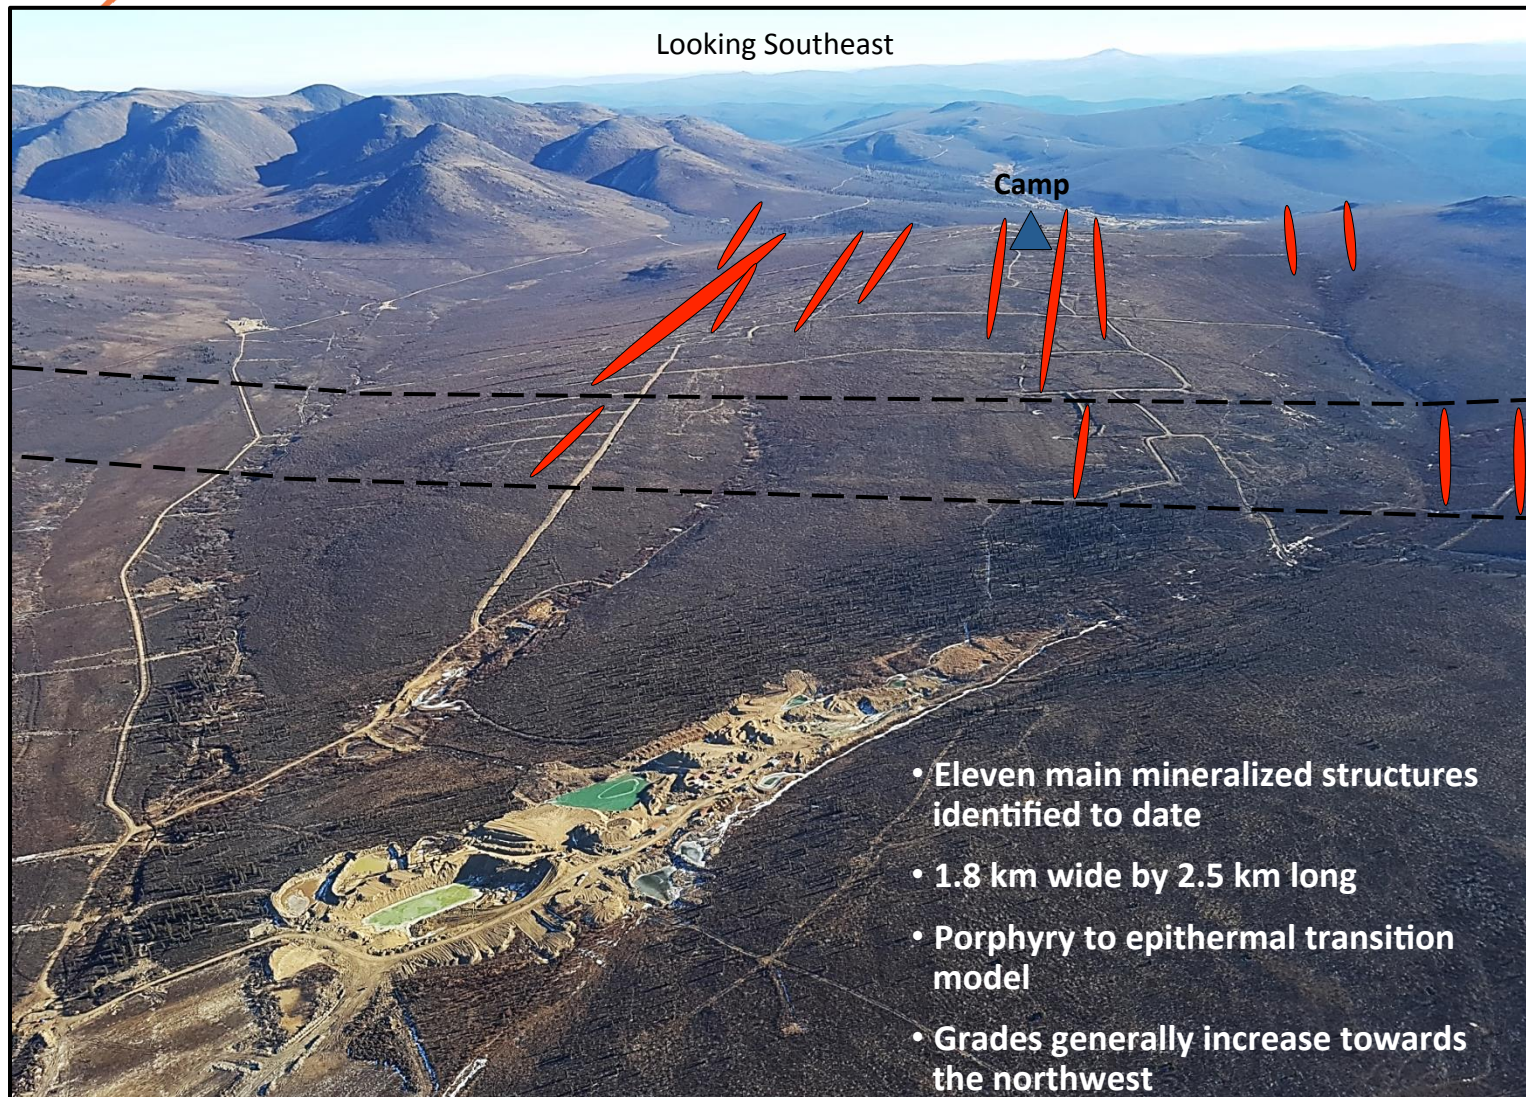 Looking Southeast
Camp
• Eleven main mineralized structures
identified to date
• 1.8 km wide by 2.5 km long
• Porphyry to epithermal transition
model
• Grades generally increase towards
the northwest